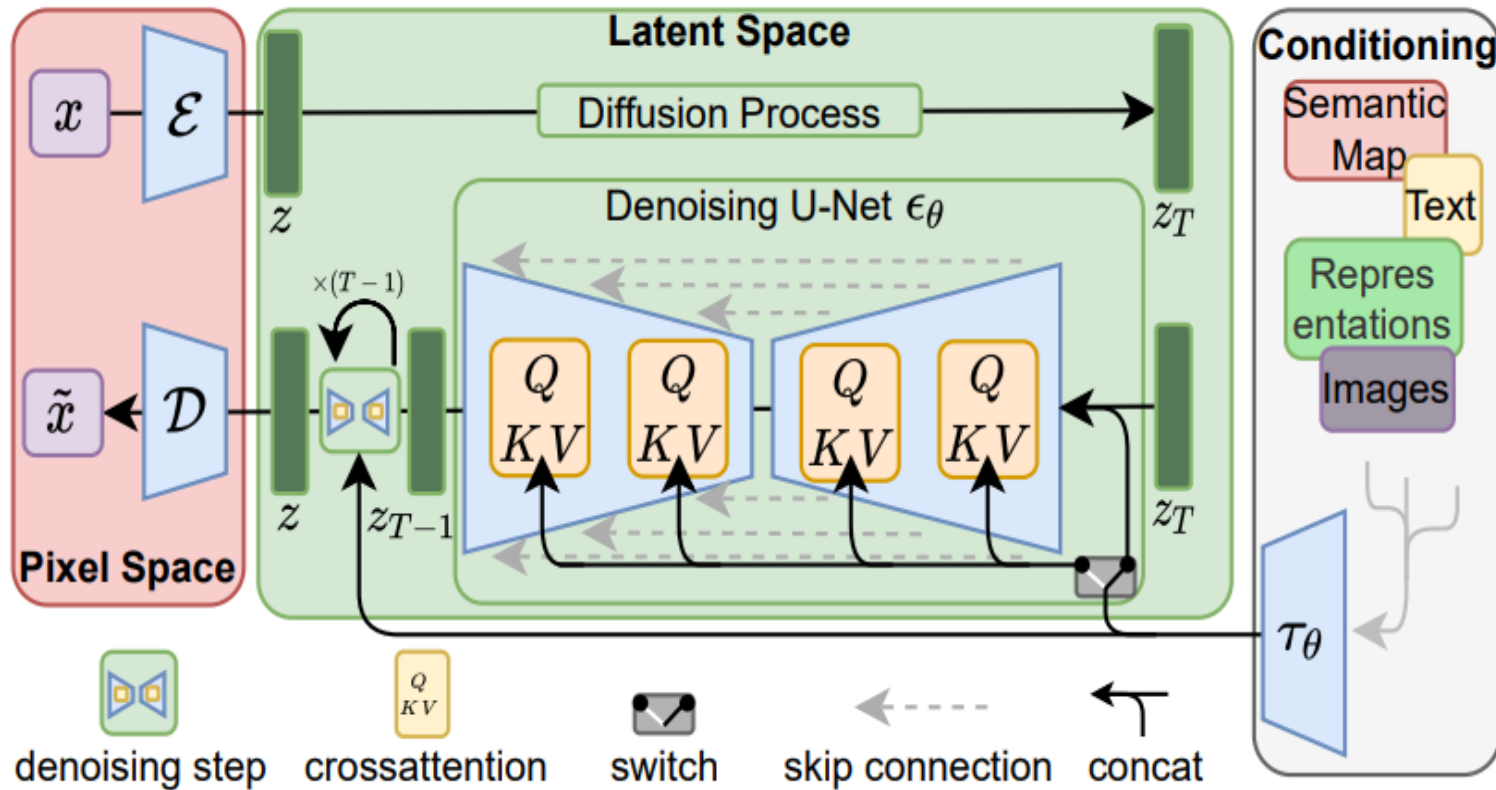 Latent Space
Conditioning
x
ℰ
Diffusion Process
Semantic
Map
Text
z
z_T
Denoising U-Net ε_θ
Repres
entations
Images
×(T − 1)
x̃
𝒟
Q
KV
Q
KV
Q
KV
Q
KV
z
z_{T−1}
z_T
Pixel Space
τ_θ
Q
KV
denoising step
crossattention
switch
skip connection
concat